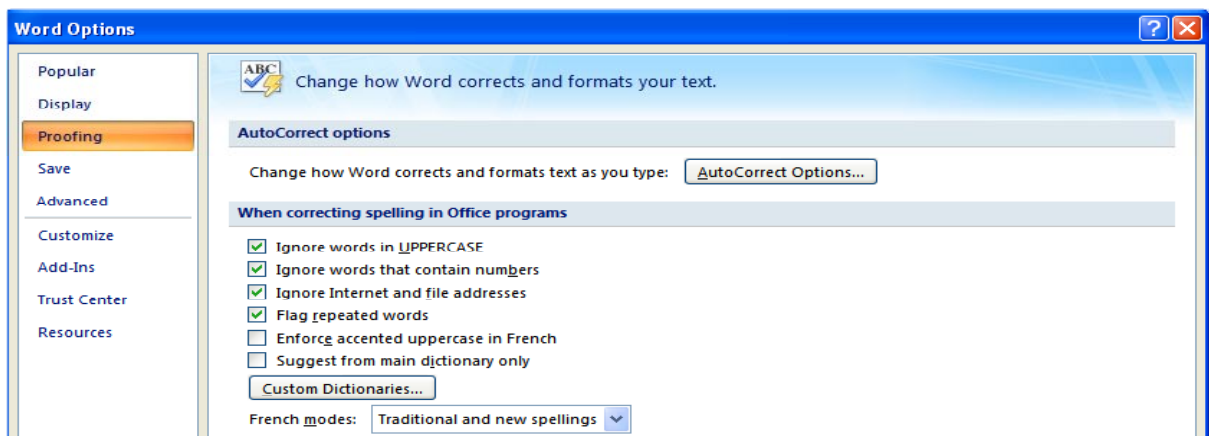 Word Options
Popular
Display
Proofing
Save
Advanced
Customize
Add-Ins
Trust Center
Resources
ABC
Change how Word corrects and formats your text.
AutoCorrect options
Change how Word corrects and formats text as you type: AutoCorrect Options...
When correcting spelling in Office programs
Ignore words in UPPERCASE
Ignore words that contain numbers
Ignore Internet and file addresses
Flag repeated words
Enforce accented uppercase in French
Suggest from main dictionary only
Custom Dictionaries...
French modes: Traditional and new spellings